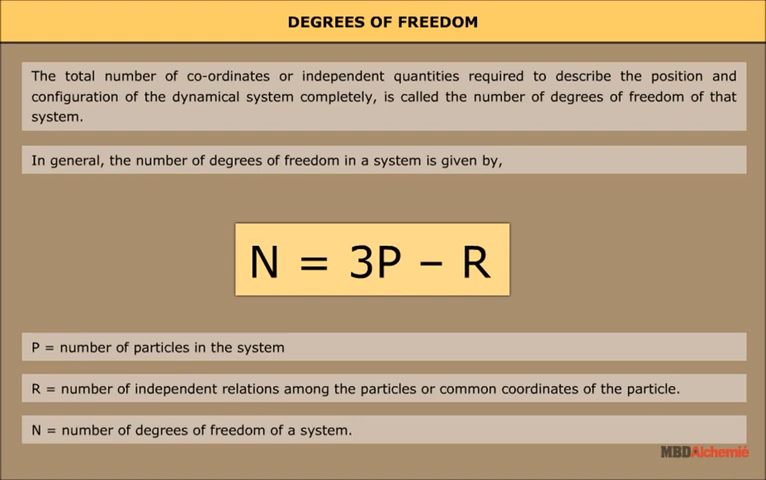 DEGREES OF FREEDOM
The total number of co-ordinates or independent quantities required to describe the position and
configuration of the dynamical system completely, is called the number of degrees of freedom of that
system.
In general, the number of degrees of freedom in a system is given by,
N = 3P – R
P = number of particles in the system
R = number of independent relations among the particles or common coordinates of the particle.
N = number of degrees of freedom of a system.
MBDAlchemié